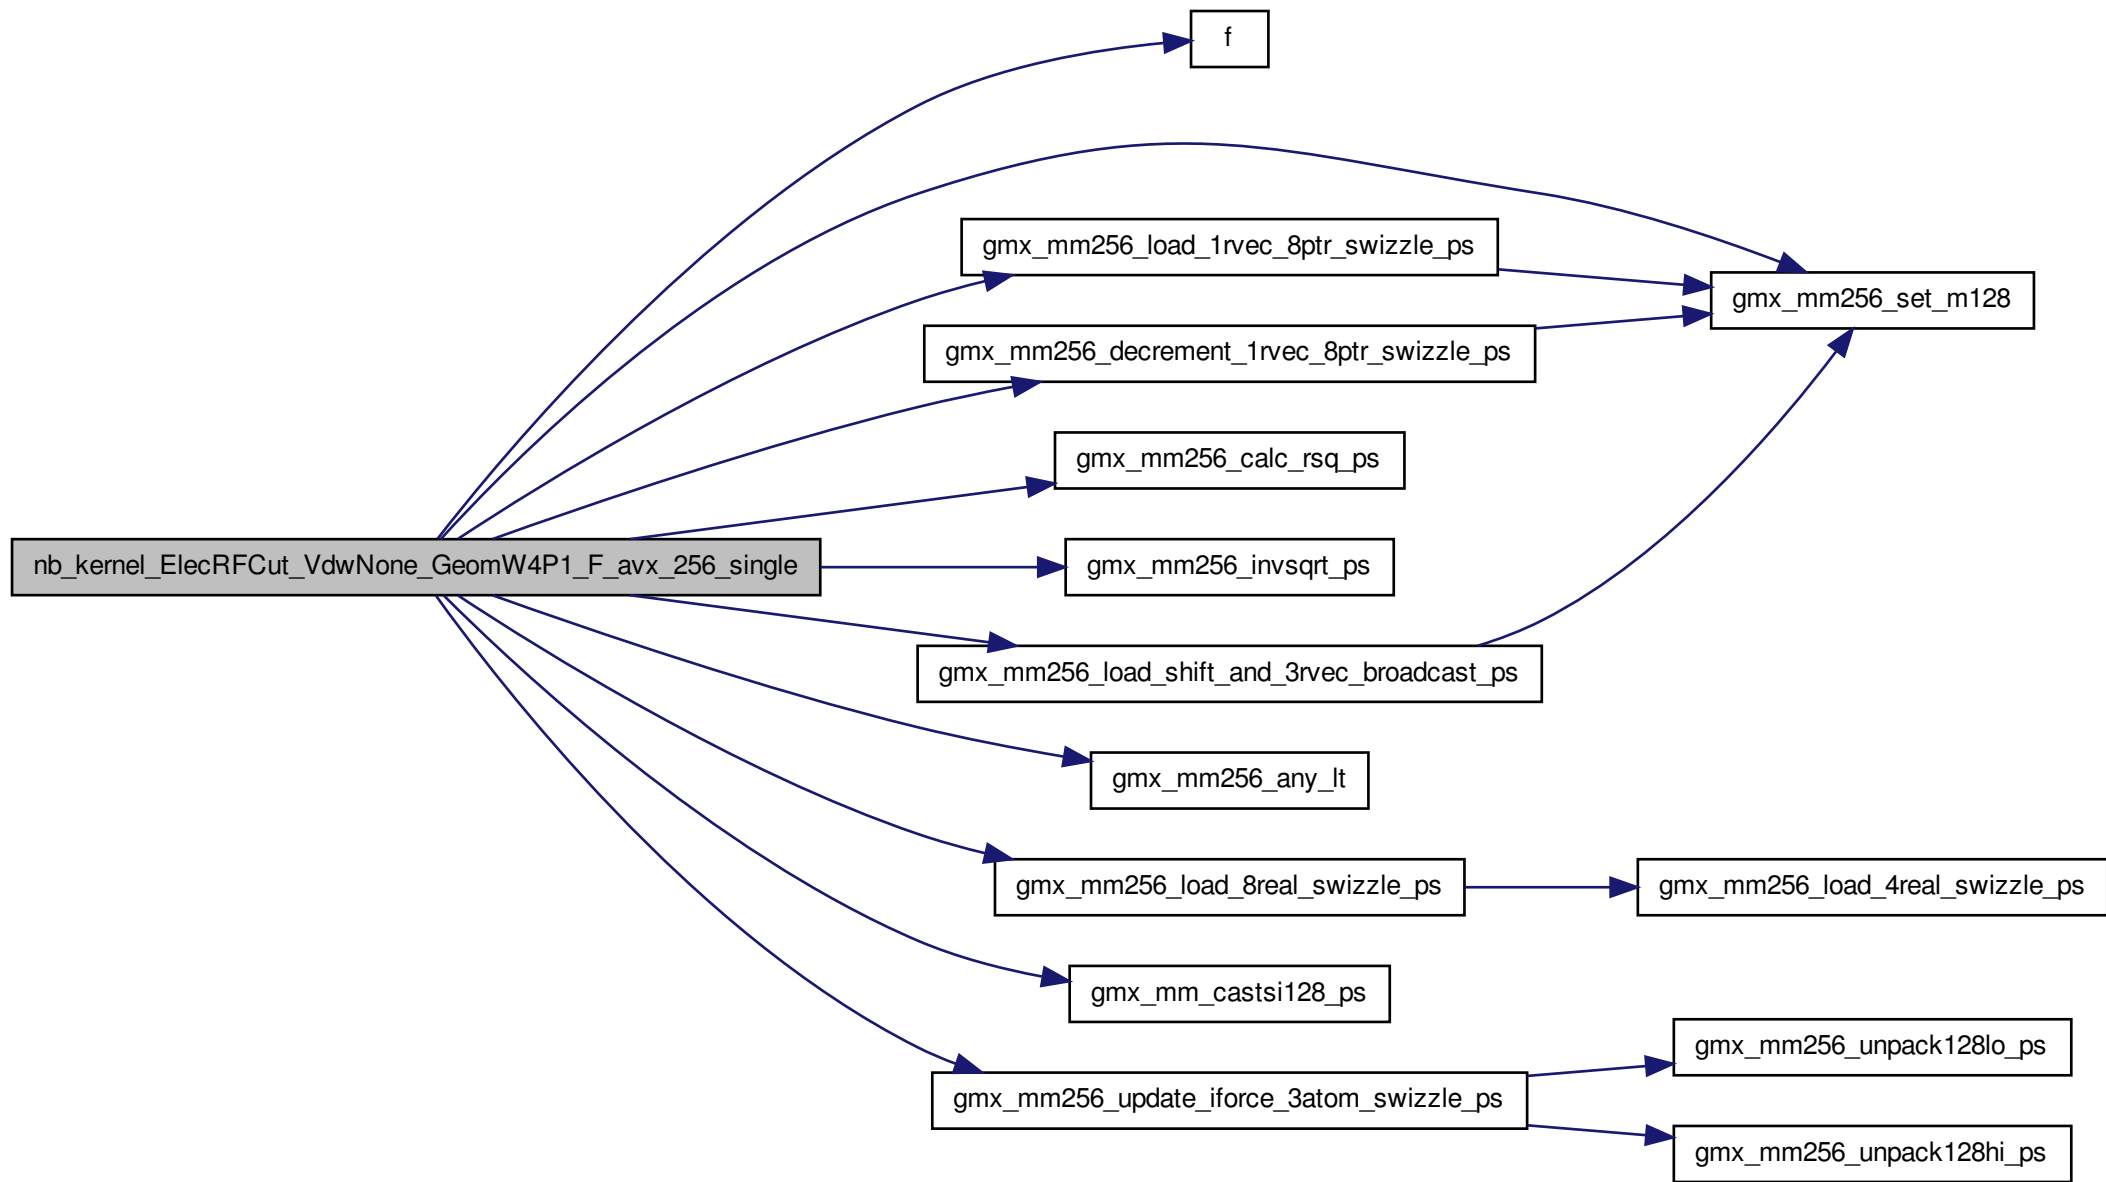 f
gmx_mm256_load_1rvec_8ptr_swizzle_ps
gmx_mm256_set_m128
gmx_mm256_decrement_1rvec_8ptr_swizzle_ps
gmx_mm256_calc_rsq_ps
nb_kernel_ElecRFCut_VdwNone_GeomW4P1_F_avx_256_single
gmx_mm256_invsqrt_ps
gmx_mm256_load_shift_and_3rvec_broadcast_ps
gmx_mm256_any_lt
gmx_mm256_load_8real_swizzle_ps
gmx_mm256_load_4real_swizzle_ps
gmx_mm_castsi128_ps
gmx_mm256_unpack128lo_ps
gmx_mm256_update_iforce_3atom_swizzle_ps
gmx_mm256_unpack128hi_ps